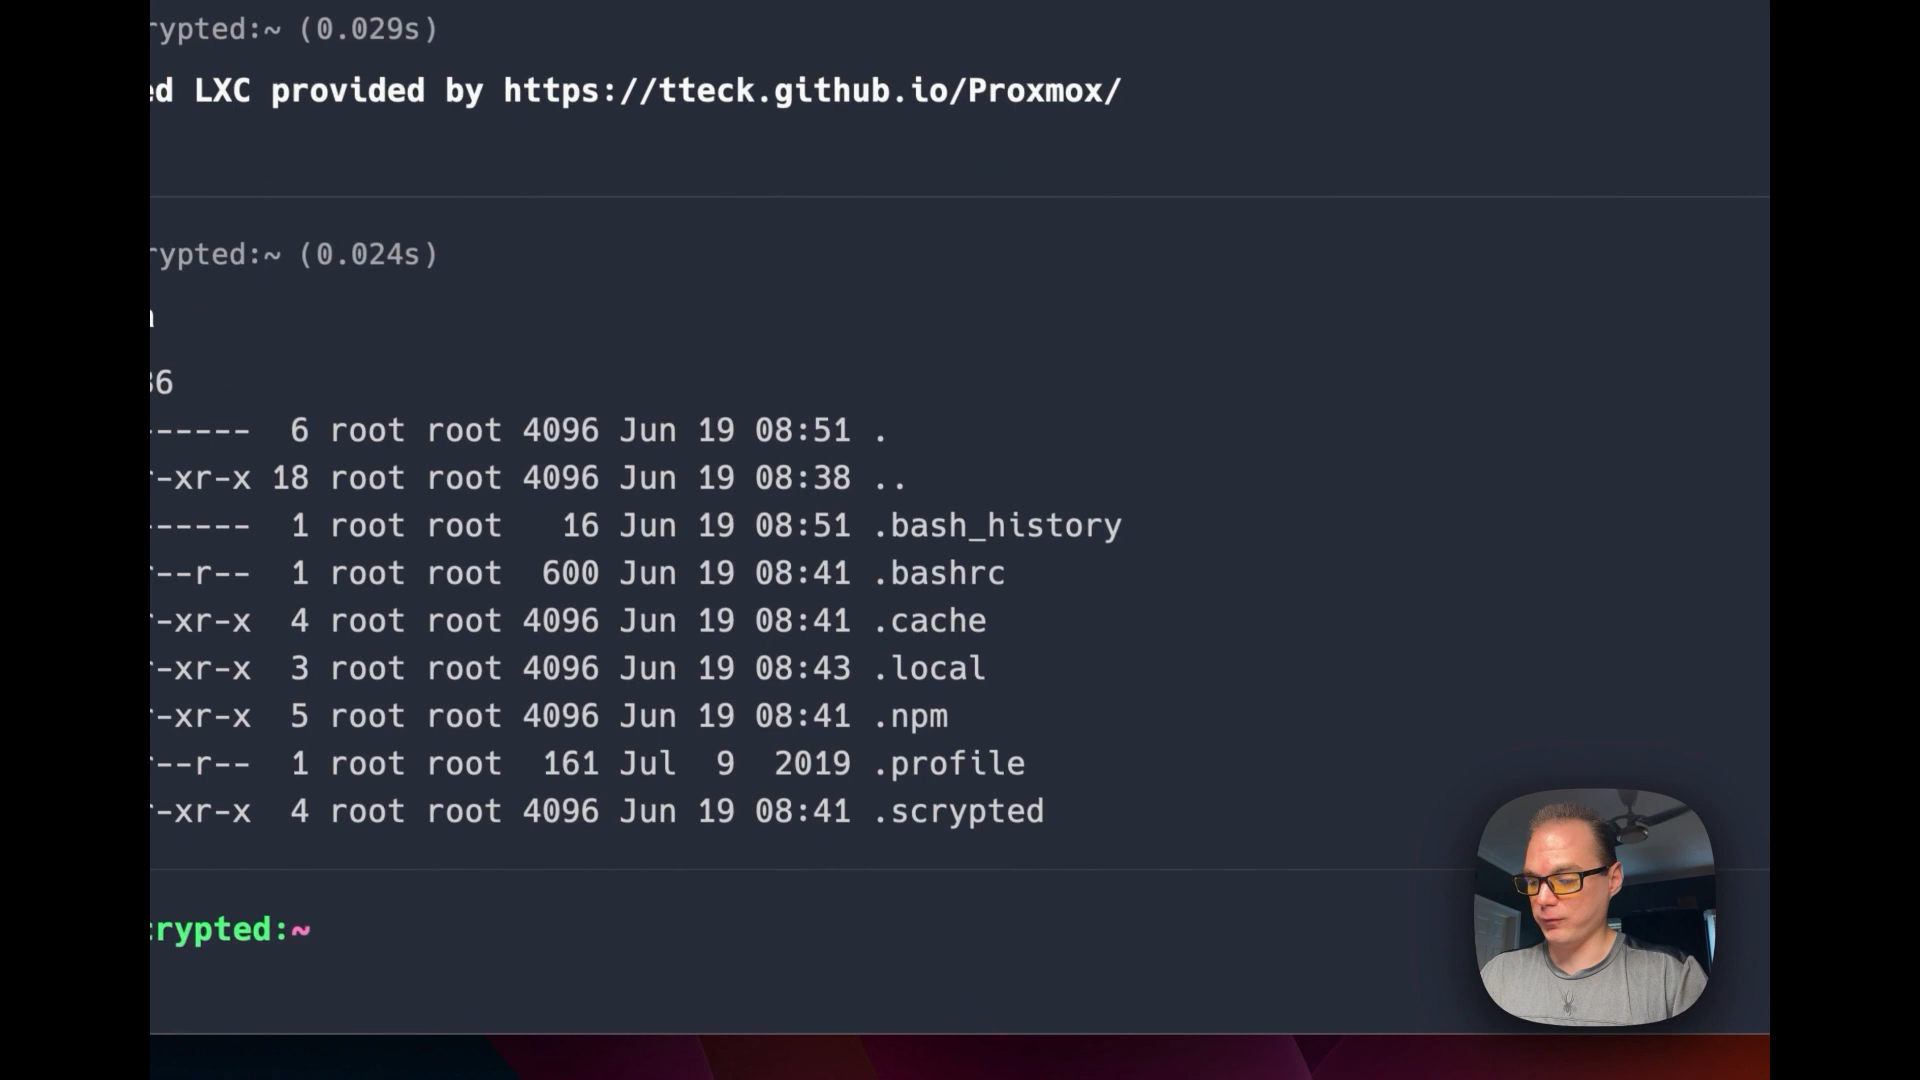 rypted:~ (0.029s)
ed LXC provided by https://tteck.github.io/Proxmox/
rypted:~ (0.024s)
a
36
------ 6 root root 4096 Jun 19 08:51 .
r-xr-x 18 root root 4096 Jun 19 08:38 ..
------ 1 root root 16 Jun 19 08:51 .bash_history
r--r-- 1 root root 600 Jun 19 08:41 .bashrc
r-xr-x 4 root root 4096 Jun 19 08:41 .cache
r-xr-x 3 root root 4096 Jun 19 08:43 .local
r-xr-x 5 root root 4096 Jun 19 08:41 .npm
r--r-- 1 root root 161 Jul 9 2019 .profile
r-xr-x 4 root root 4096 Jun 19 08:41 .scrypted
crypted:~